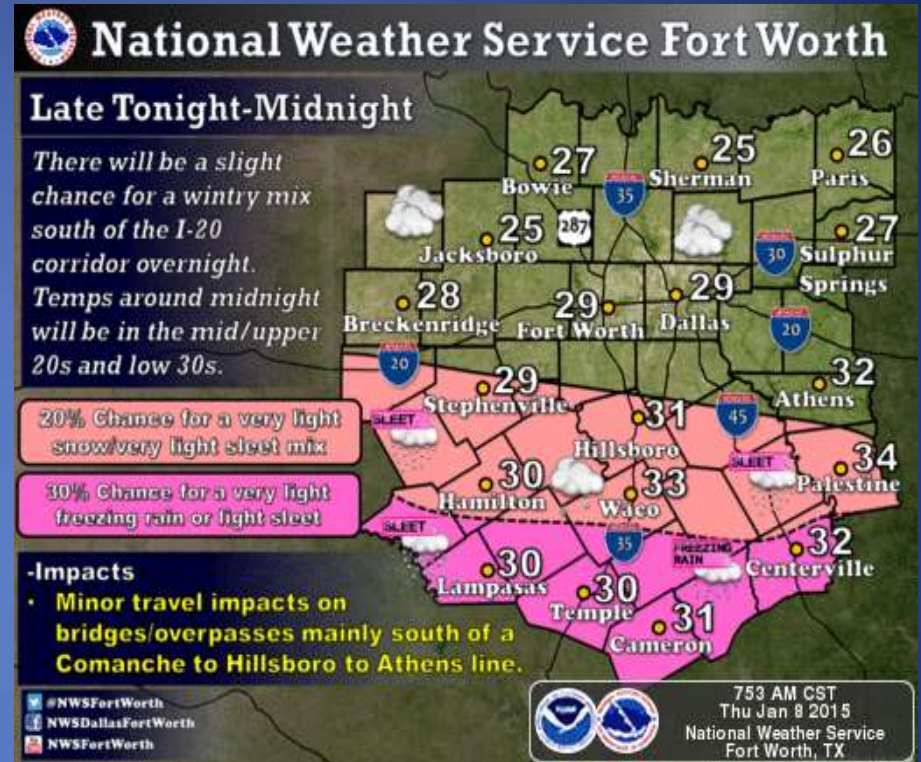 National Weather Service Fort Worth
Late Tonight-Midnight
There will be a slight
chance for a wintry mix
south of the I-20
corridor overnight.
Temps around midnight
will be in the mid/upper
20s and low 30s.
20% Chance for a very light
snow/very light sleet mix
30% Chance for a very light
freezing rain or light sleet
-Impacts
• Minor travel impacts on
bridges/overpasses mainly south of a
Comanche to Hillsboro to Athens line.
@NWSFortWorth
NWSDallasFortWorth
NWSFortWorth
27
Bowie
25
Sherman
26
Paris
35
287
25
Jacksboro
30
27
Sulphur
Springs
28
Breckenridge
29
Fort Worth
29
Dallas
20
20
32
Athens
29
Stephenville
SLEET
31
Hillsboro
45
SLEET
34
Palestine
30
Hamilton
33
Waco
SLEET
35
FREEZING
RAIN
32
Centerville
30
Lampasas
30
Temple
31
Cameron
753 AM CST
Thu Jan 8 2015
National Weather Service
Fort Worth, TX